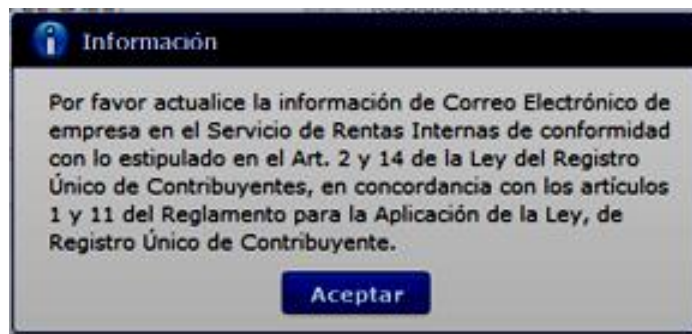 Información
Por favor actualice la información de Correo Electrónico de
empresa en el Servicio de Rentas Internas de conformidad
con lo estipulado en el Art. 2 y 14 de la Ley del Registro
Único de Contribuyentes, en concordancia con los artículos
1 y 11 del Reglamento para la Aplicación de la Ley, de
Registro Único de Contribuyente.
Aceptar